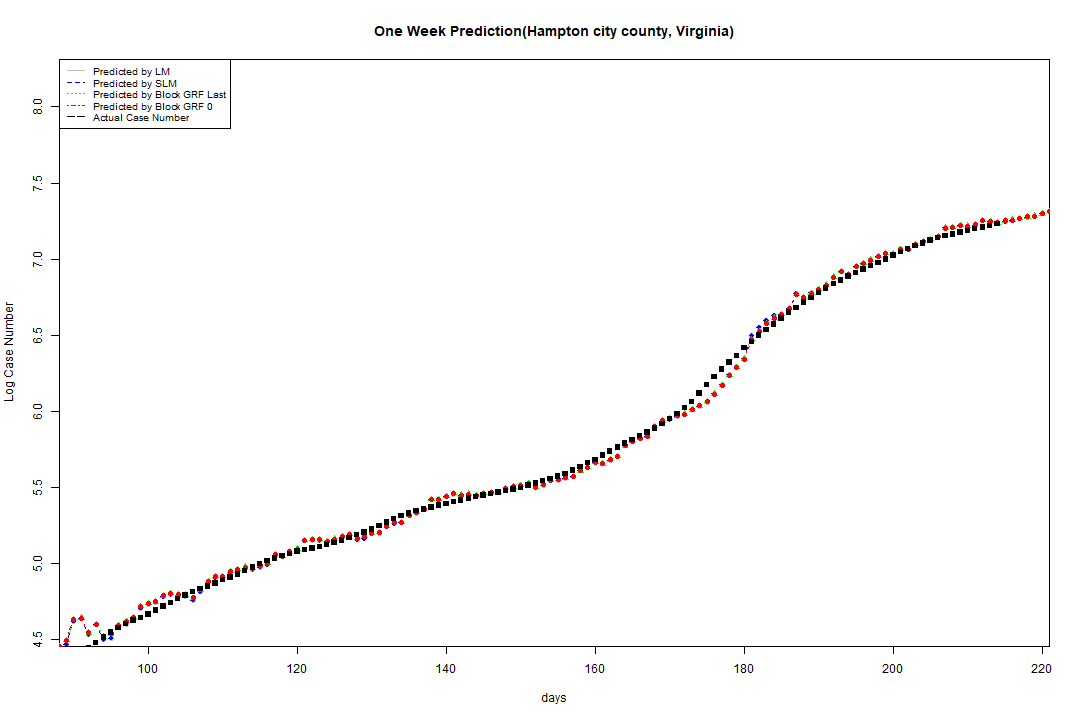 One Week Prediction(Hampton city county, Virginia)
Predicted by LM
Predicted by SLM
Predicted by Block GRF Last
Predicted by Block GRF 0
Actual Case Number
8.0
7.5
7.0
6.5
6.0
5.5
5.0
4.5
Log Case Number
100 120 140 160 180 200 220
days